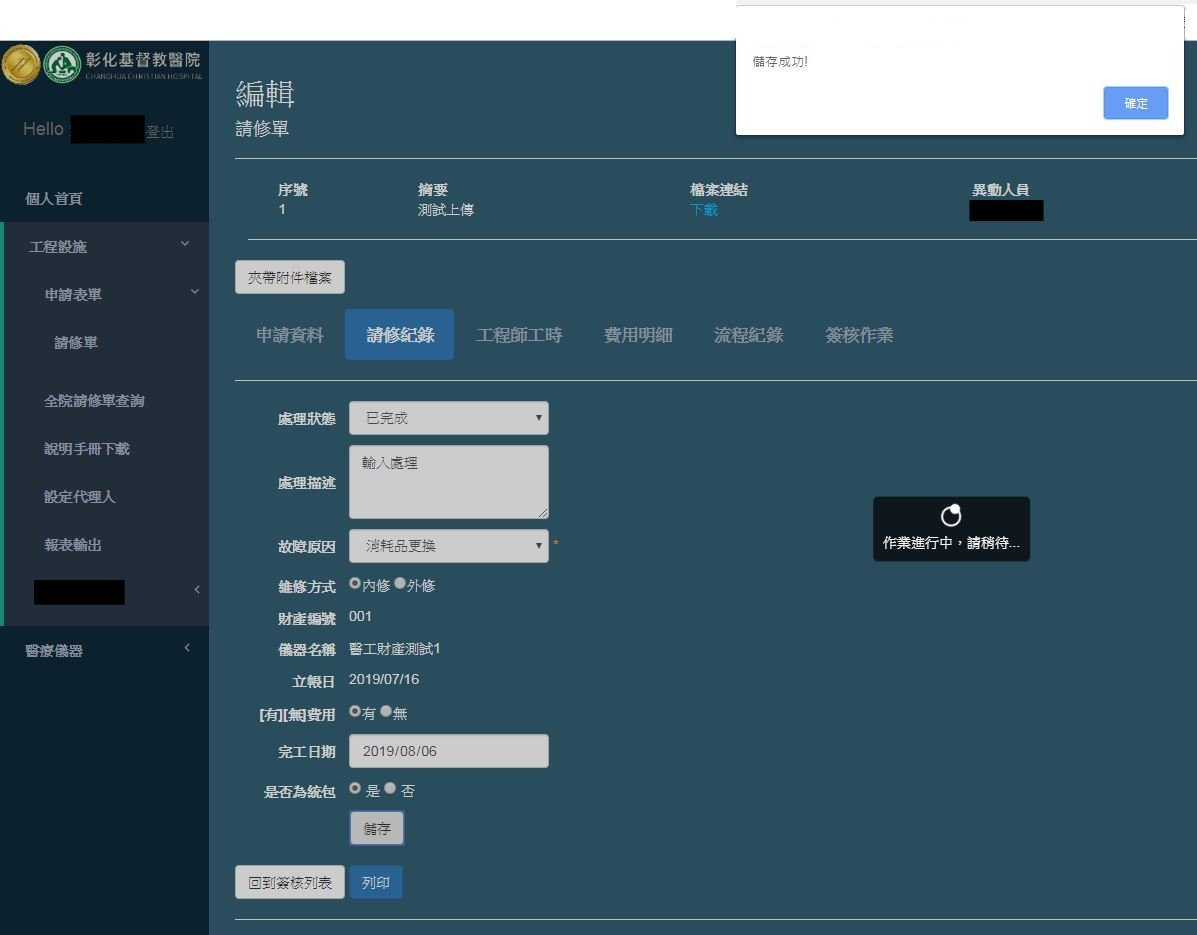 儲存成功!
確定
彰化基督教醫院
CHANGHUA CHRISTIAN HOSPITAL
Hello
登出
個人首頁
工程設施
申請表單
請修單
全院請修單查詢
說明手冊下載
設定代理人
報表輸出
醫療儀器
編輯
請修單
序號 摘要 檔案連結 異動人員
1 測試上傳 下載
夾帶附件檔案
申請資料 請修紀錄 工程師工時 費用明細 流程紀錄 簽核作業
處理狀態 已完成
處理描述 輸入處理
故障原因 消耗品更換 *
維修方式 內修 外修
財產編號 001
儀器名稱 醫工財產測試1
立帳日 2019/07/16
[有][無]費用 有 無
完工日期 2019/08/06
是否為統包 是 否
儲存
回到簽核列表 列印
作業進行中，請稍待...